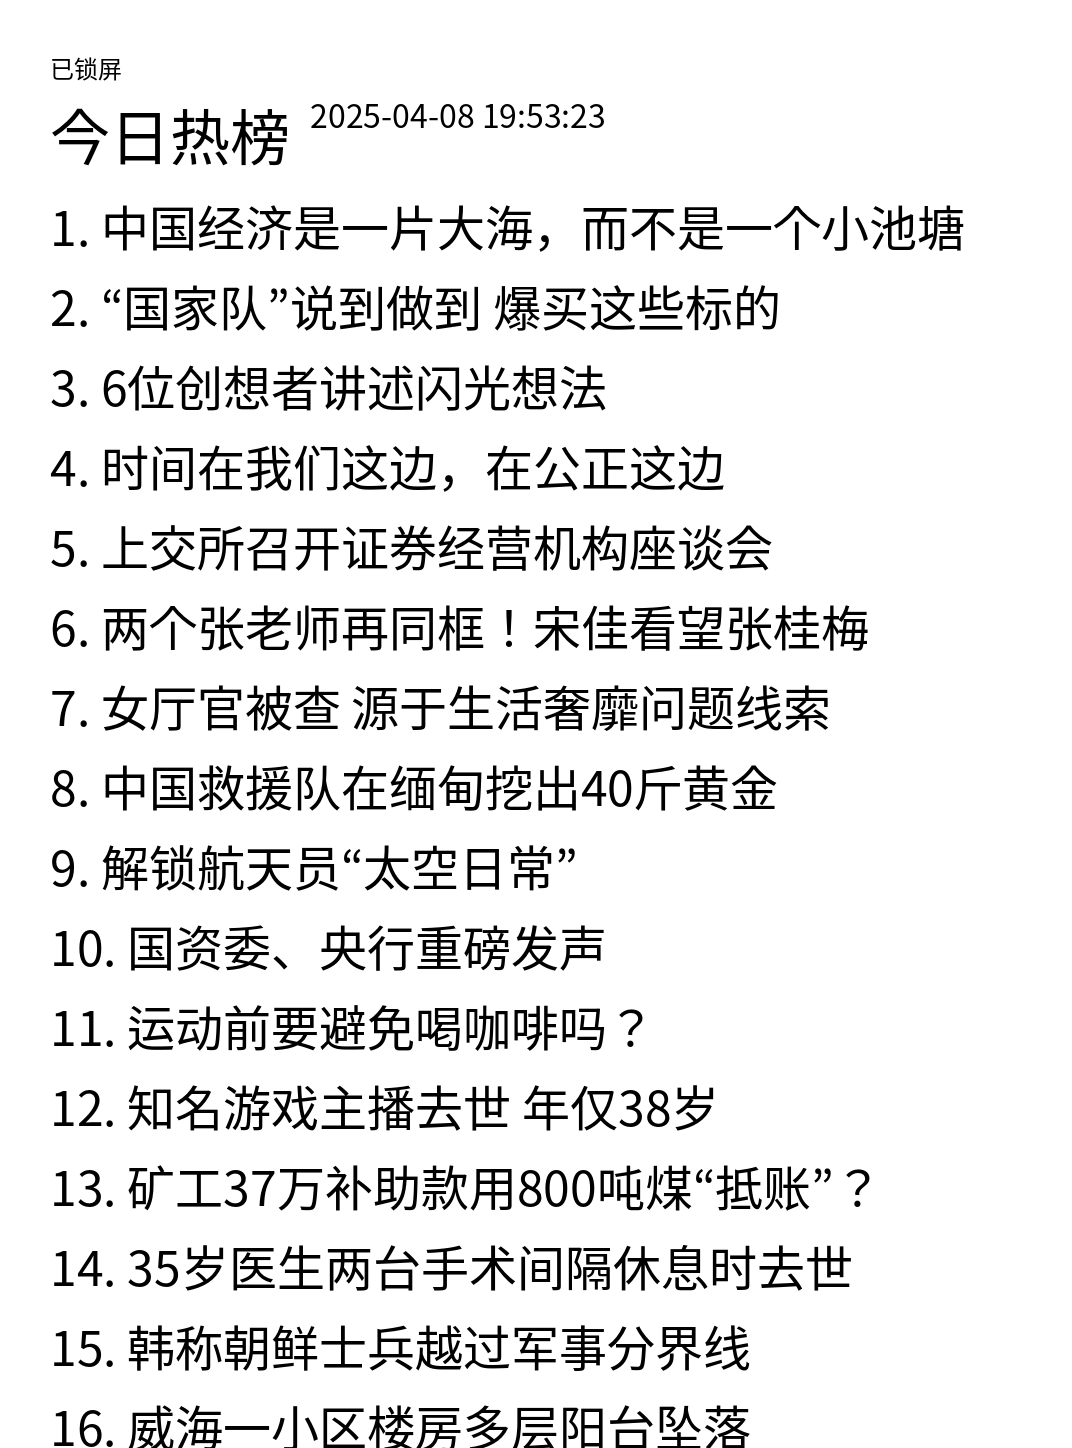 已锁屏
今日热榜 2025-04-08 19:53:23
1. 中国经济是一片大海，而不是一个小池塘
2. “国家队”说到做到 爆买这些标的
3. 6位创想者讲述闪光想法
4. 时间在我们这边，在公正这边
5. 上交所召开证券经营机构座谈会
6. 两个张老师再同框！宋佳看望张桂梅
7. 女厅官被查 源于生活奢靡问题线索
8. 中国救援队在缅甸挖出40斤黄金
9. 解锁航天员“太空日常”
10. 国资委、央行重磅发声
11. 运动前要避免喝咖啡吗？
12. 知名游戏主播去世 年仅38岁
13. 矿工37万补助款用800吨煤“抵账”？
14. 35岁医生两台手术间隔休息时去世
15. 韩称朝鲜士兵越过军事分界线
16. 威海一小区楼房多层阳台坠落